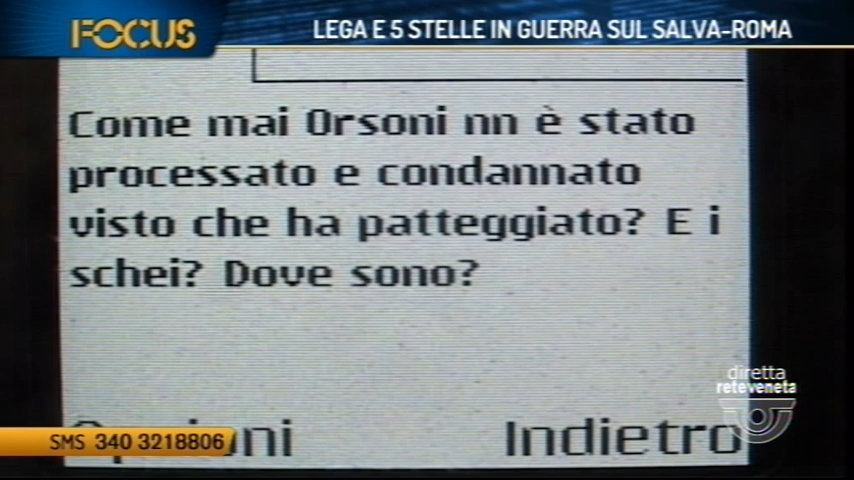 FOCUS
LEGA E 5 STELLE IN GUERRA SUL SALVA-ROMA
Come mai Orsoni nn è stato
processato e condannato
visto che ha patteggiato? E i
schei? Dove sono?
diretta
reteveneta
SMS 340 3218806
Indietro